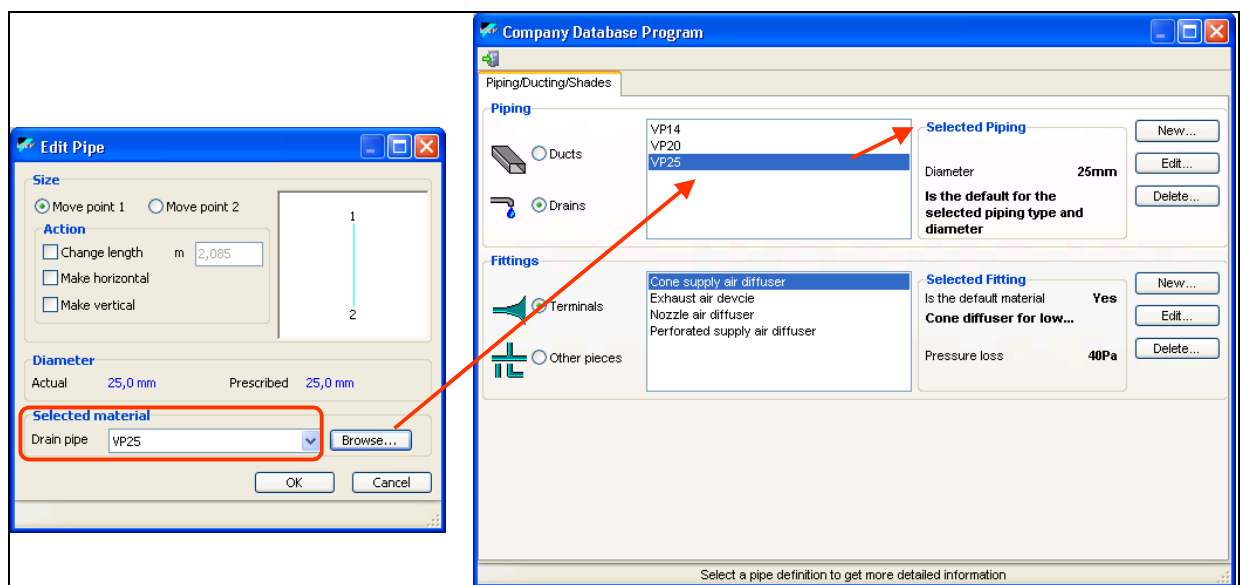 Edit Pipe
Size
Move point 1 Move point 2
Action
Change length m 2,085
Make horizontal
Make vertical
1
2
Diameter
Actual 25,0 mm Prescribed 25,0 mm
Selected material
Drain pipe VP25 Browse...
OK Cancel
Company Database Program
Piping/Ducting/Shades
Piping
Ducts
Drains
VP14
VP20
VP25
Selected Piping
Diameter 25mm
Is the default for the
selected piping type and
diameter
New...
Edit...
Delete...
Fittings
Terminals
Other pieces
Cone supply air diffuser
Exhaust air devcie
Nozzle air diffuser
Perforated supply air diffuser
Selected Fitting
Is the default material Yes
Cone diffuser for low...
Pressure loss 40Pa
New...
Edit...
Delete...
Select a pipe definition to get more detailed information